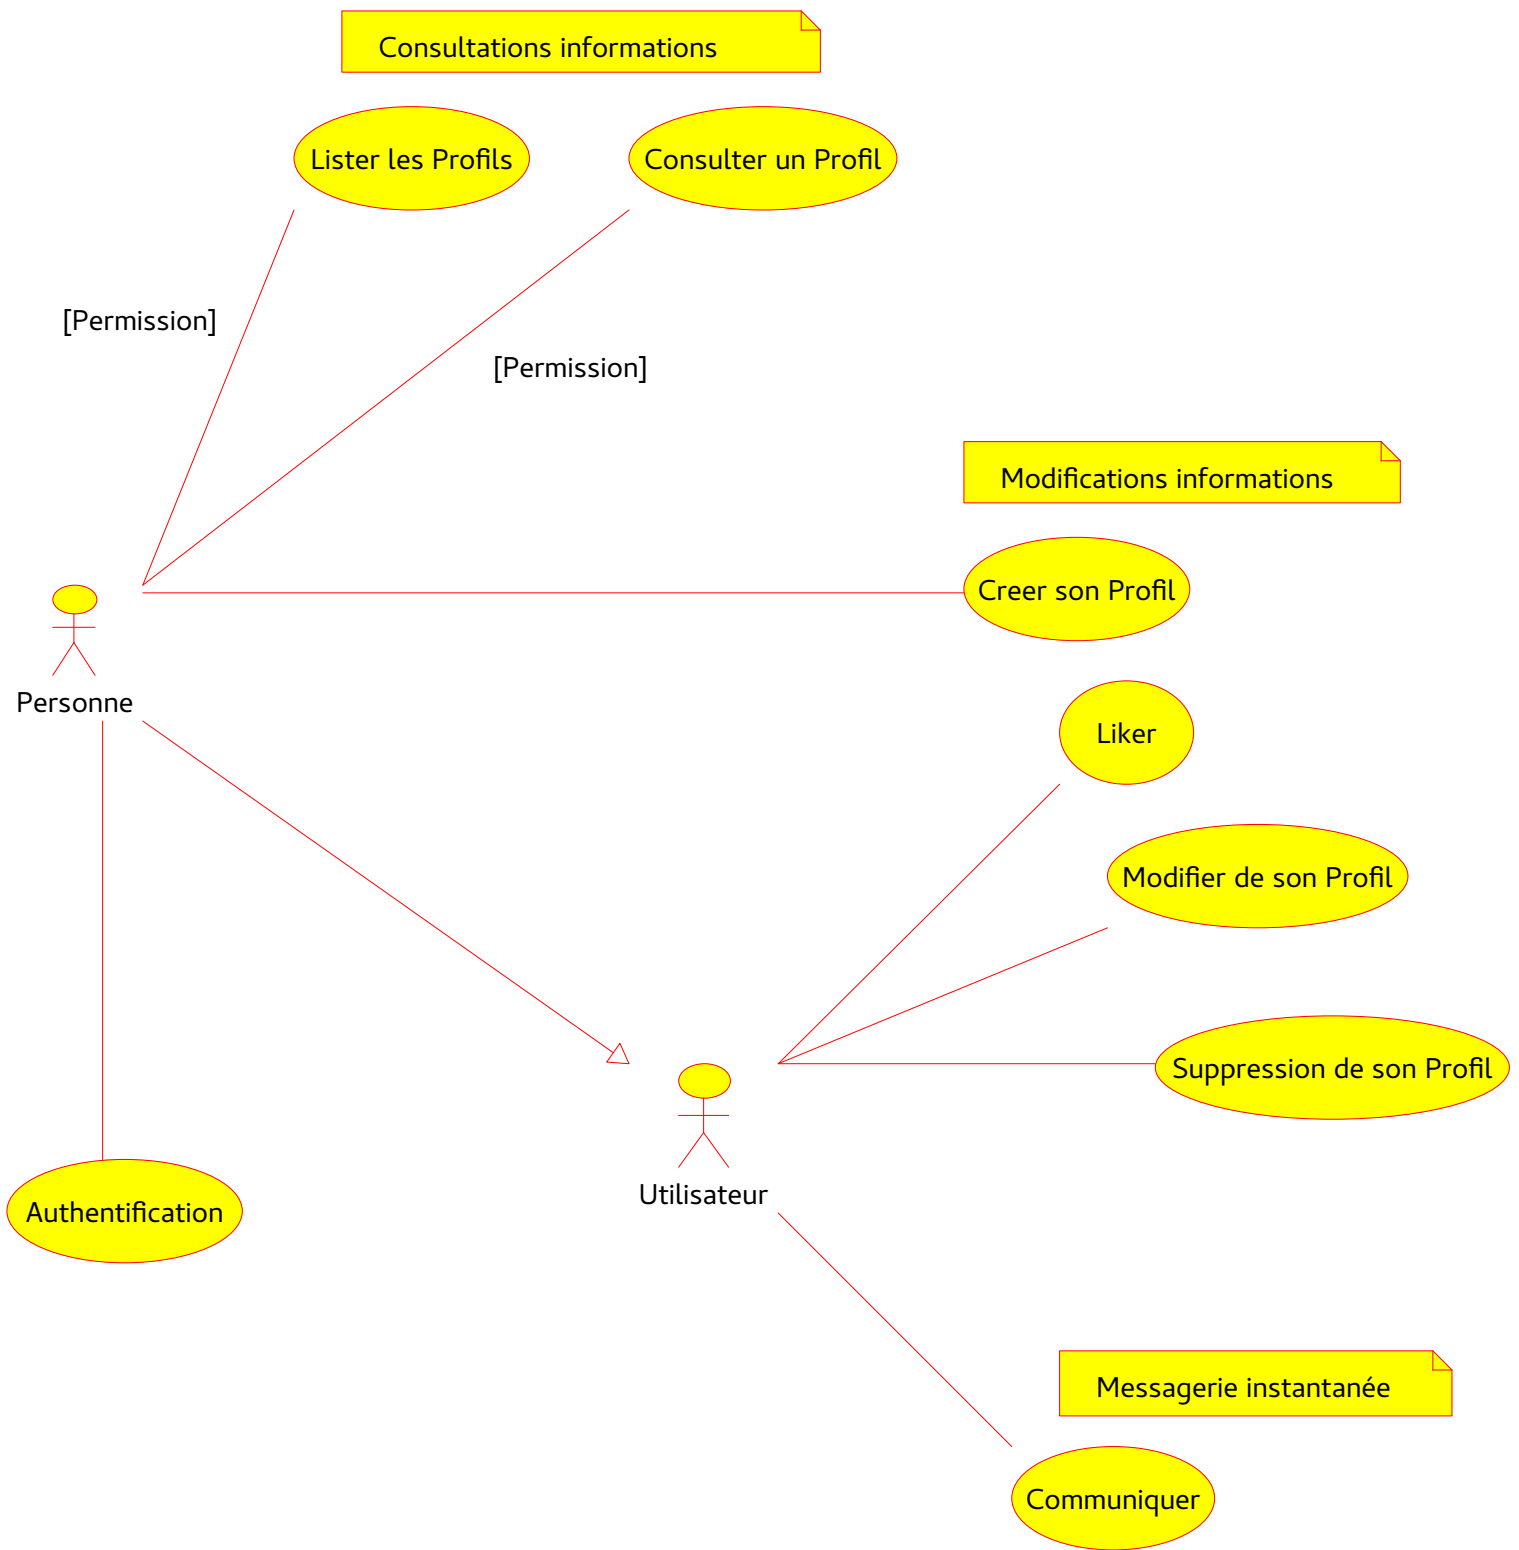 Consultations informations
Lister les Profils
Consulter un Profil
[Permission]
[Permission]
Modifications informations
Creer son Profil
Personne
Liker
Modifier de son Profil
Suppression de son Profil
Utilisateur
Authentification
Messagerie instantanée
Communiquer